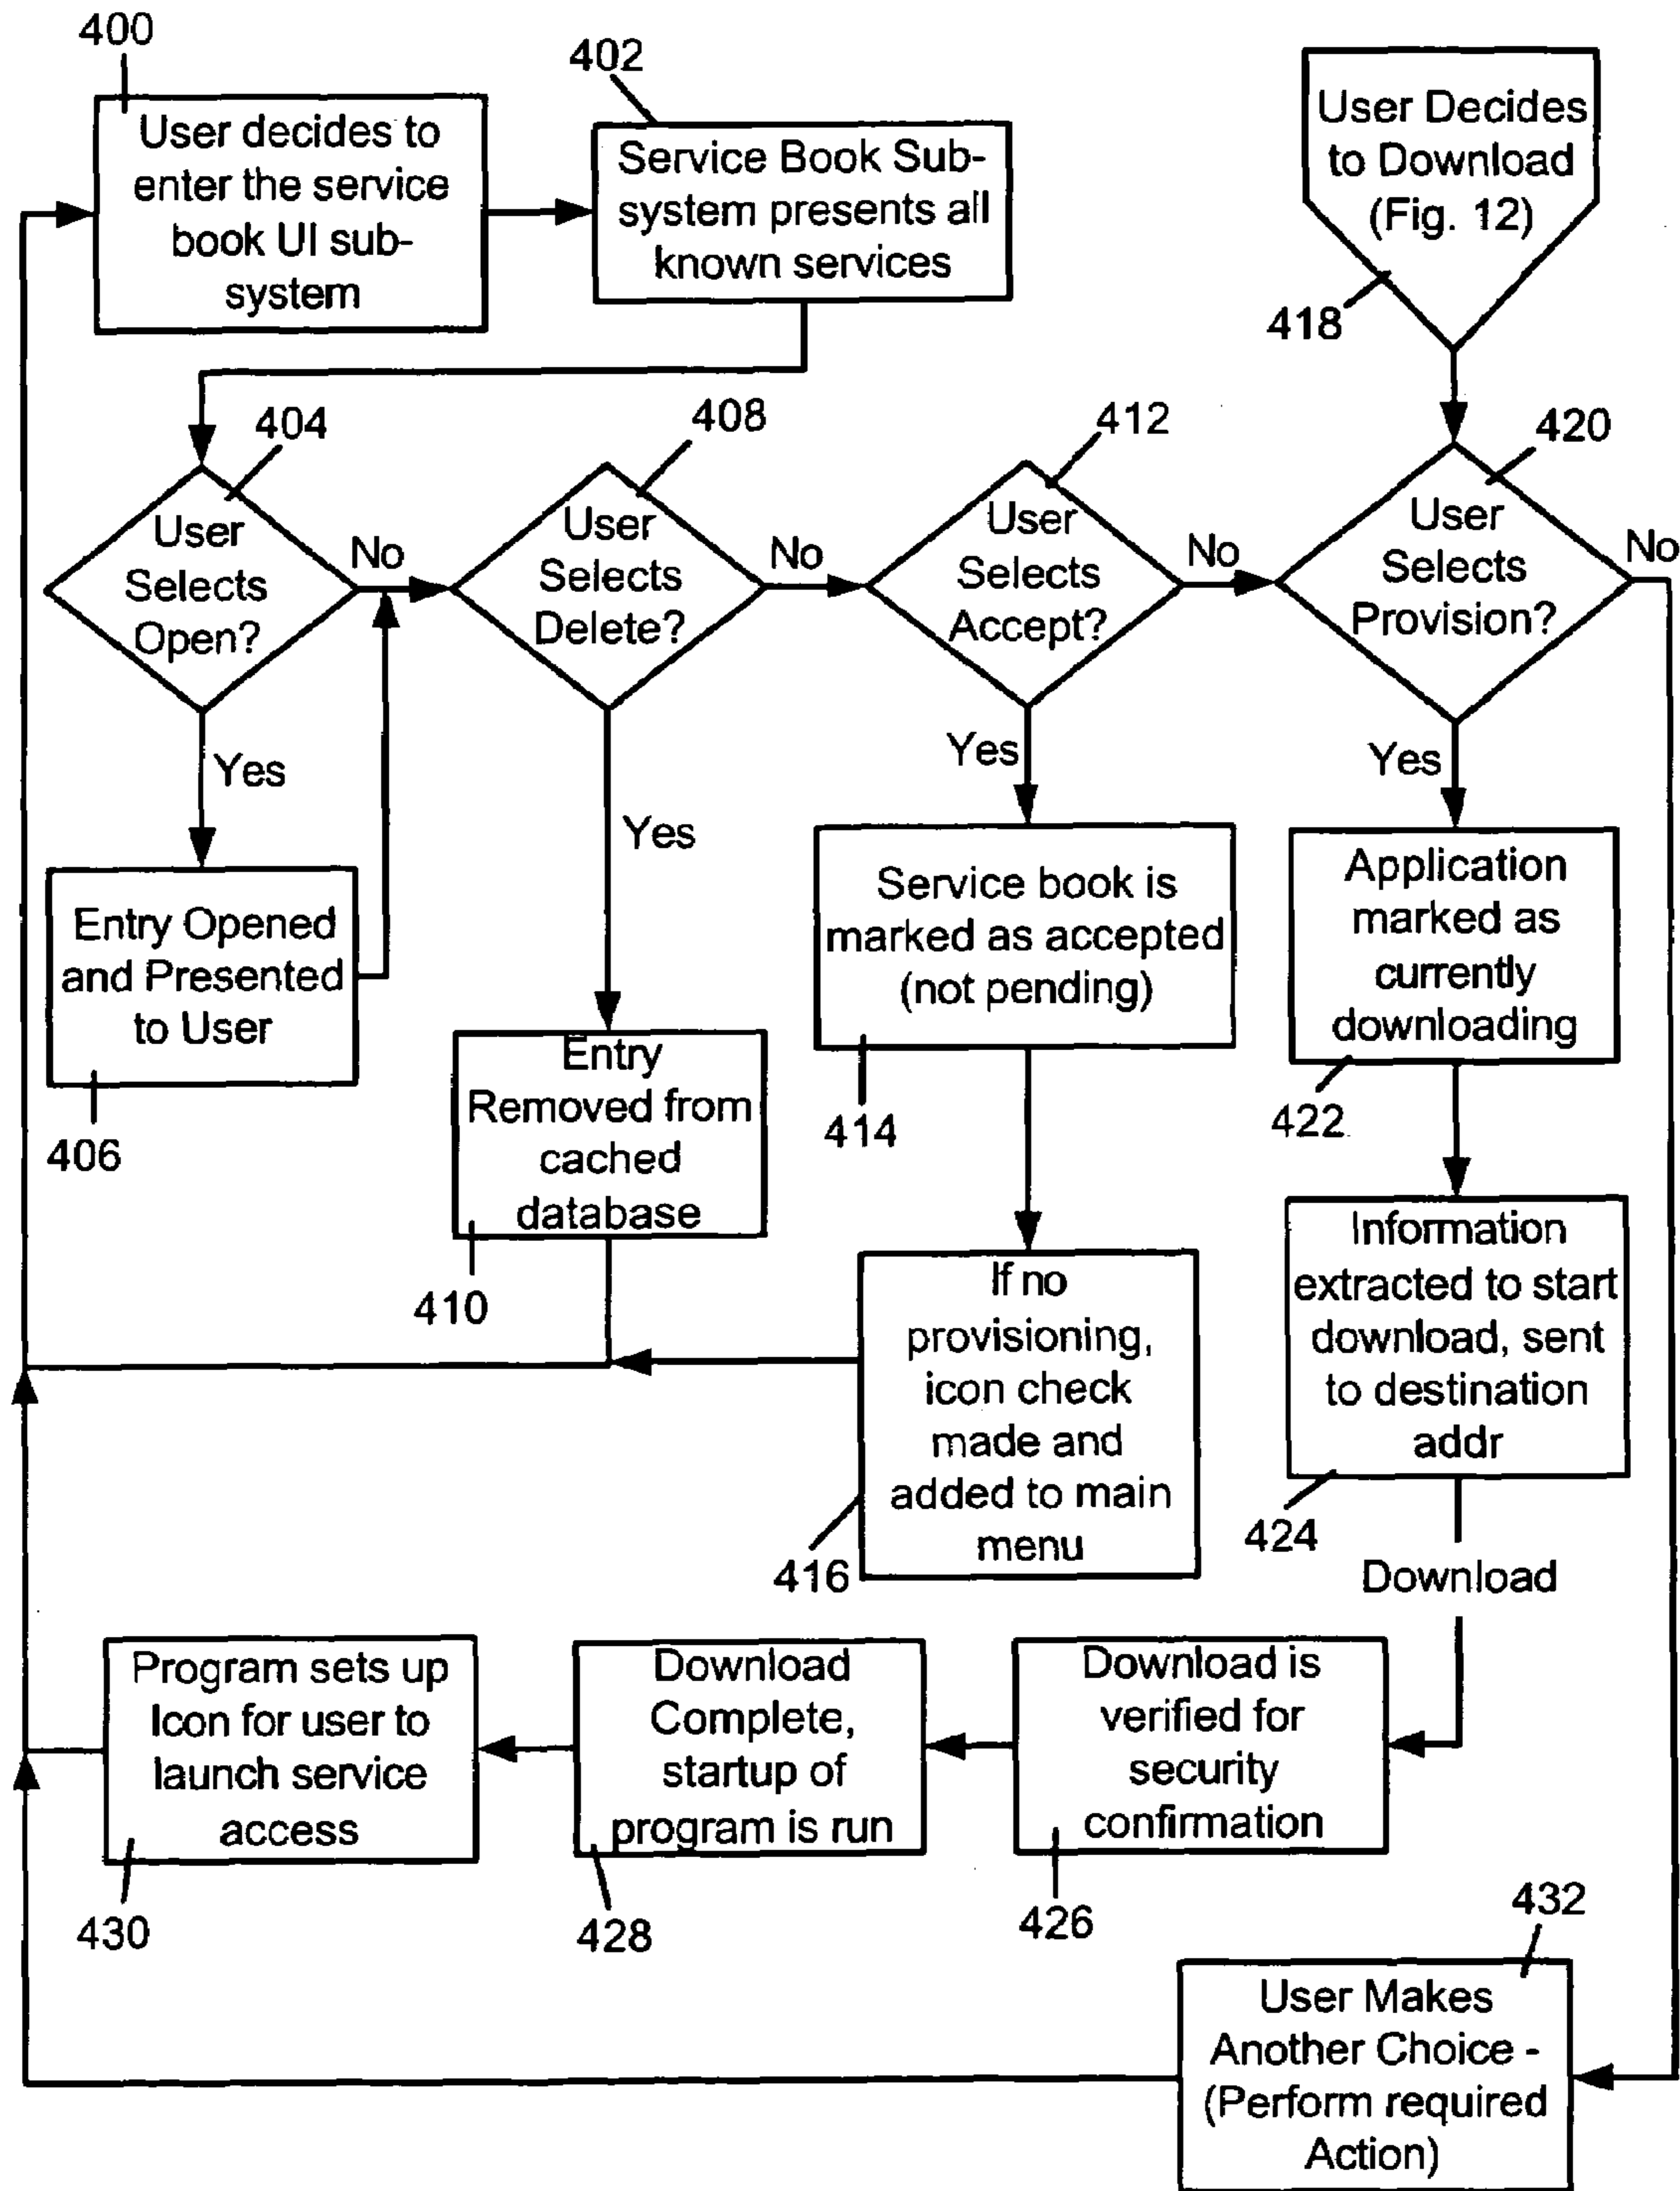 400
User decides to
enter the service
book UI sub-
system
402
Service Book Sub-
system presents all
known services
User Decides
to Download
(Fig. 12)
418
404
User
Selects
Open?
No
Yes
408
User
Selects
Delete?
No
Yes
412
User
Selects
Accept?
No
Yes
420
User
Selects
Provision?
No
Yes
Entry Opened
and Presented
to User
406
Entry
Removed from
cached
database
410
Service book is
marked as accepted
(not pending)
414
Application
marked as
currently
downloading
422
If no
provisioning,
icon check
made and
added to main
menu
416
Information
extracted to start
download, sent
to destination
addr
424
Download
Program sets up
Icon for user to
launch service
access
430
Download
Complete,
startup of
program is run
428
Download is
verified for
security
confirmation
426
432
User Makes
Another Choice -
(Perform required
Action)